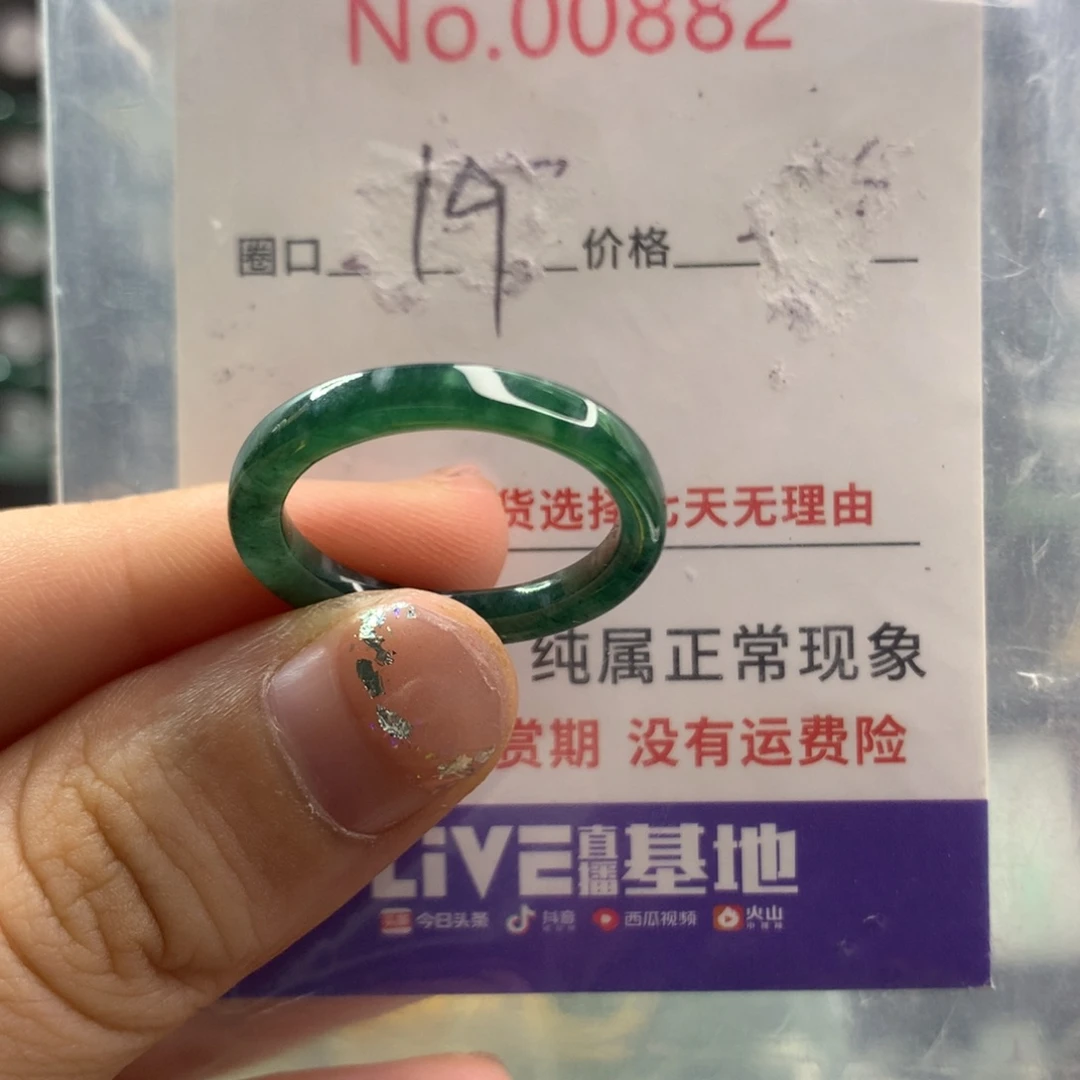 No.00882
圈口 19 价格
货选择七天无理由
纯属正常现象
赏期 没有运费险
LiVE直播基地
今日头条 抖音 西瓜视频 火山